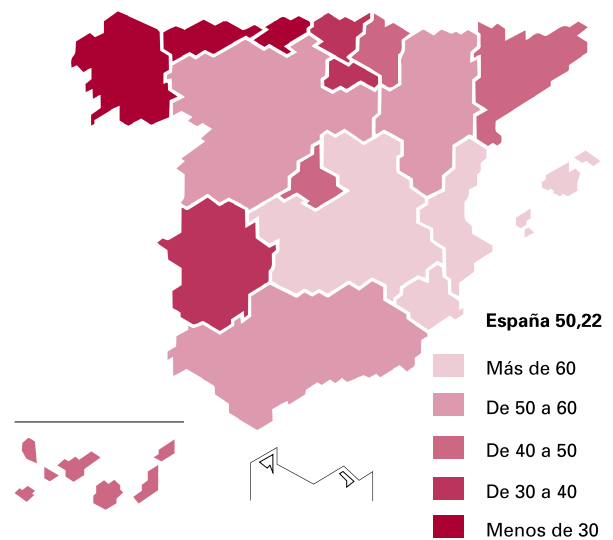 España 50,22
Más de 60
De 50 a 60
De 40 a 50
De 30 a 40
Menos de 30